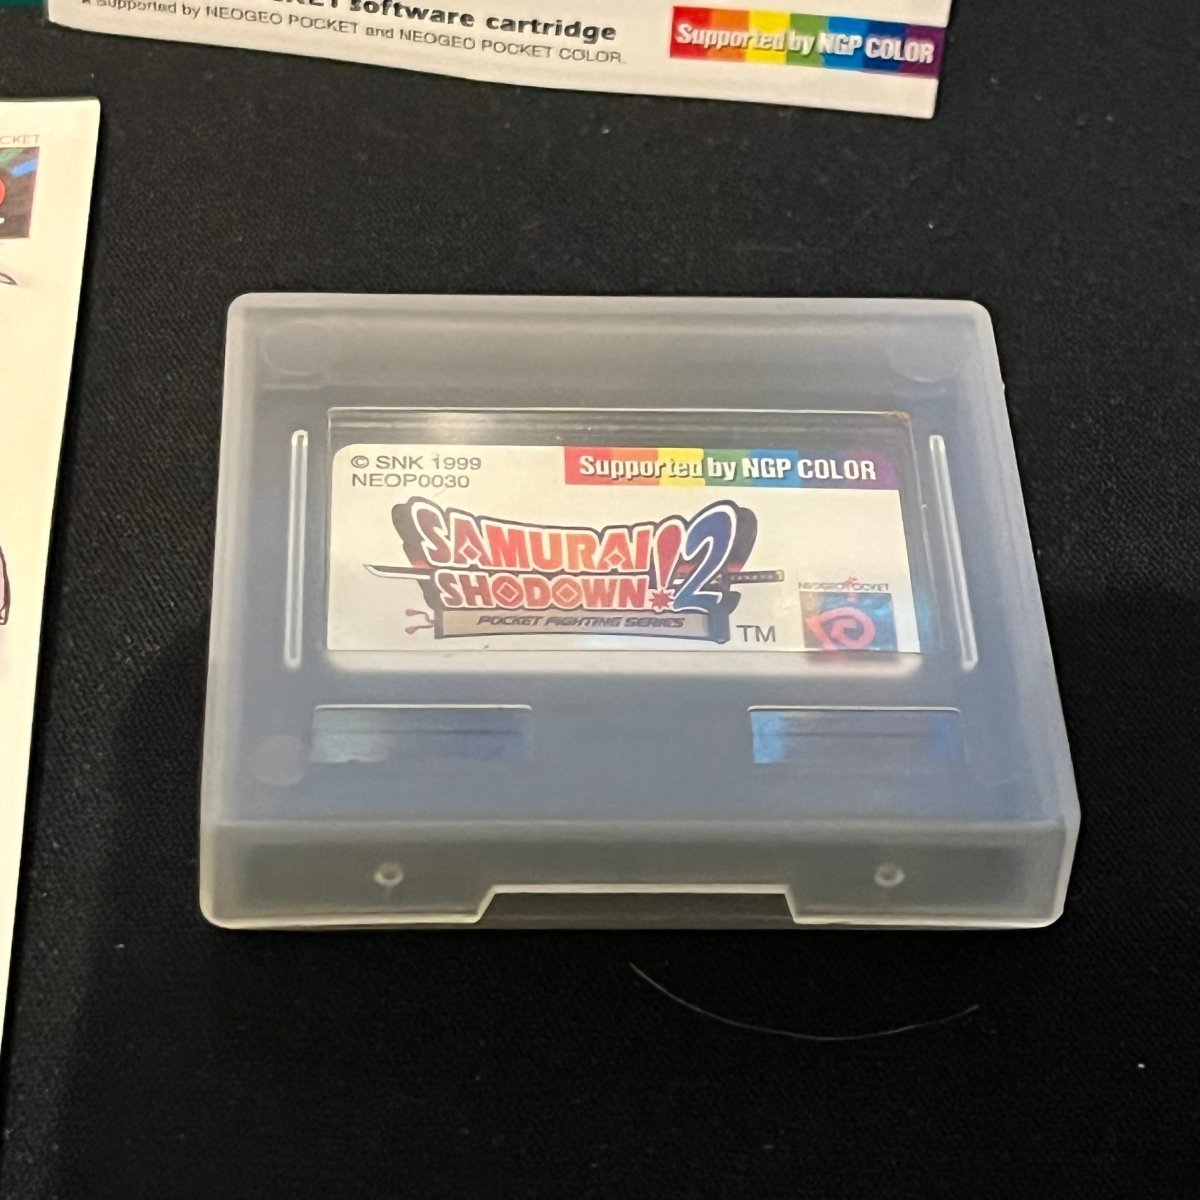 software cartridge
supported by NEOGEO POCKET and NEOGEO POCKET COLOR.
Supported by NGP COLOR
© SNK 1999
NEOP0030
Supported by NGP COLOR
SAMURAI
SHODOWN! 2
POCKET FIGHTING SERIES
TM
NEOGEO POCKET